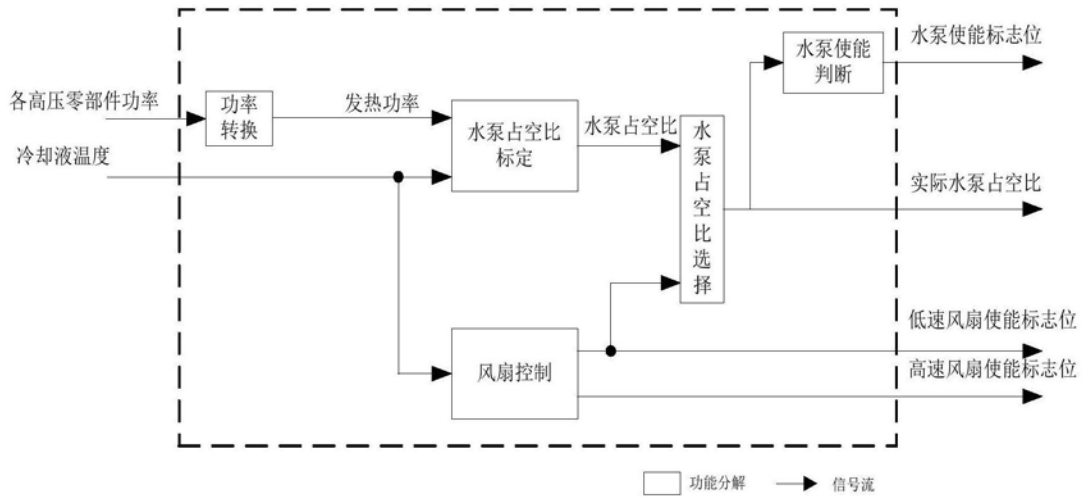 水泵使能标志位
水泵使能
判断
各高压零部件功率
功率
转换
发热功率
水泵占空比
标定
水泵占空比
水泵占空比选择
冷却液温度
实际水泵占空比
低速风扇使能标志位
风扇控制
高速风扇使能标志位
功能分解
信号流